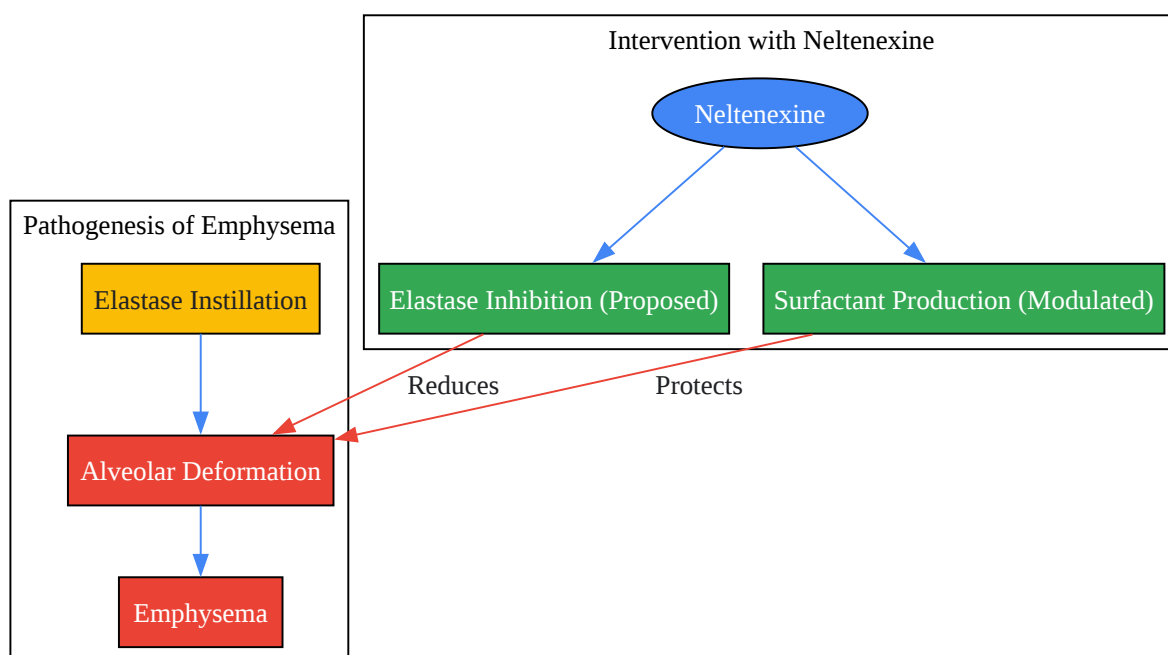 Intervention with Neltenexine
Neltenexine
Pathogenesis of Emphysema
Elastase Instillation
Elastase Inhibition (Proposed)
Surfactant Production (Modulated)
Reduces
Protects
Alveolar Deformation
Emphysema